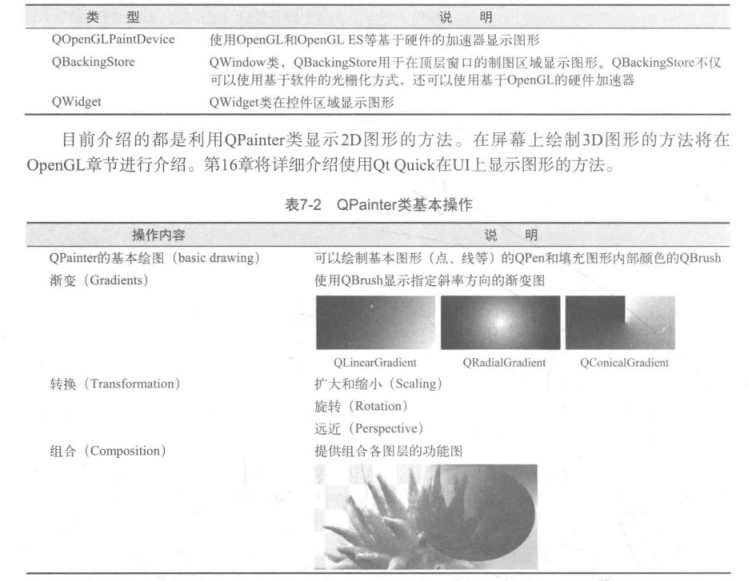 类 型 说 明
QOpenGLPaintDevice 使用OpenGL和OpenGL ES等基于硬件的加速器显示图形
QBackingStore QWindow类，QBackingStore用于在顶层窗口的制图区域显示图形。QBackingStore不仅
可以使用基于软件的光栅化方式，还可以使用基于OpenGL的硬件加速器
QWidget QWidget类在控件区域显示图形
目前介绍的都是利用QPainter类显示2D图形的方法。在屏幕上绘制3D图形的方法将在
OpenGL章节进行介绍。第16章将详细介绍使用Qt Quick在UI上显示图形的方法。
表7-2 QPainter类基本操作
操作内容 说 明
QPainter的基本绘图（basic drawing） 可以绘制基本图形（点、线等）的QPen和填充图形内部颜色的QBrush
渐变（Gradients） 使用QBrush显示指定斜率方向的渐变图
QLinearGradient QRadialGradient QConicalGradient
转换（Transformation） 扩大和缩小（Scaling）
旋转（Rotation）
远近（Perspective）
组合（Composition） 提供组合各图层的功能图